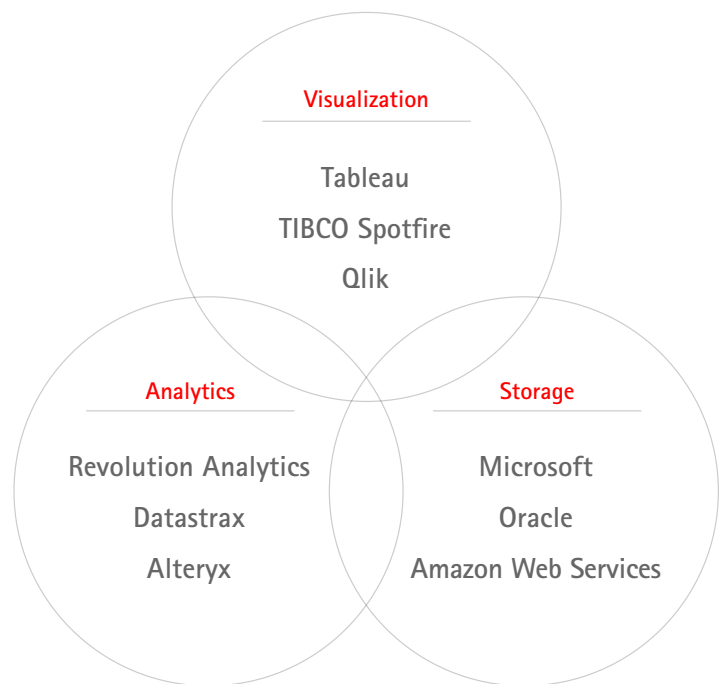 Visualization
Tableau
TIBCO Spotfire
Qlik
Analytics
Revolution Analytics
Datastrax
Alteryx
Storage
Microsoft
Oracle
Amazon Web Services